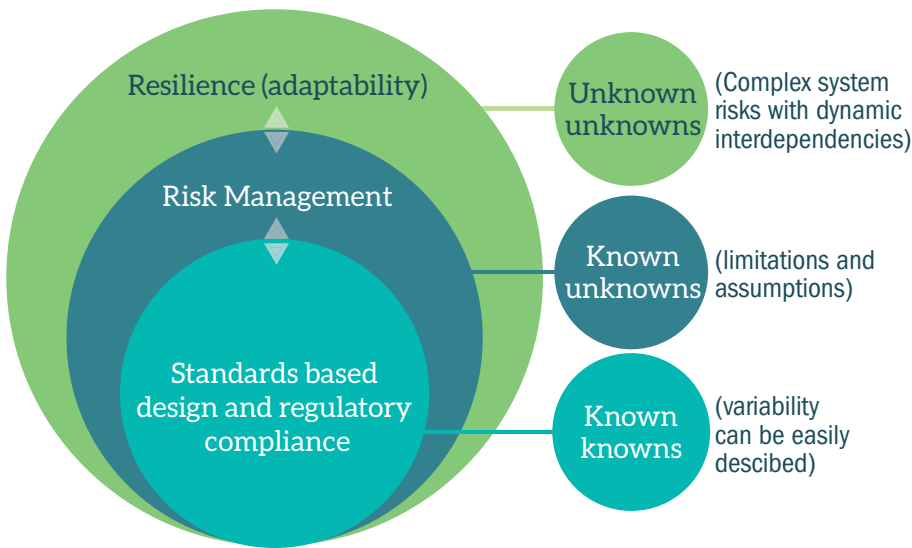 Resilience (adaptability)
Risk Management
Standards based
design and regulatory
compliance
Unknown
unknowns
(Complex system
risks with dynamic
interdependencies)
Known
unknowns
(limitations and
assumptions)
Known
knowns
(variability
can be easily
descibed)